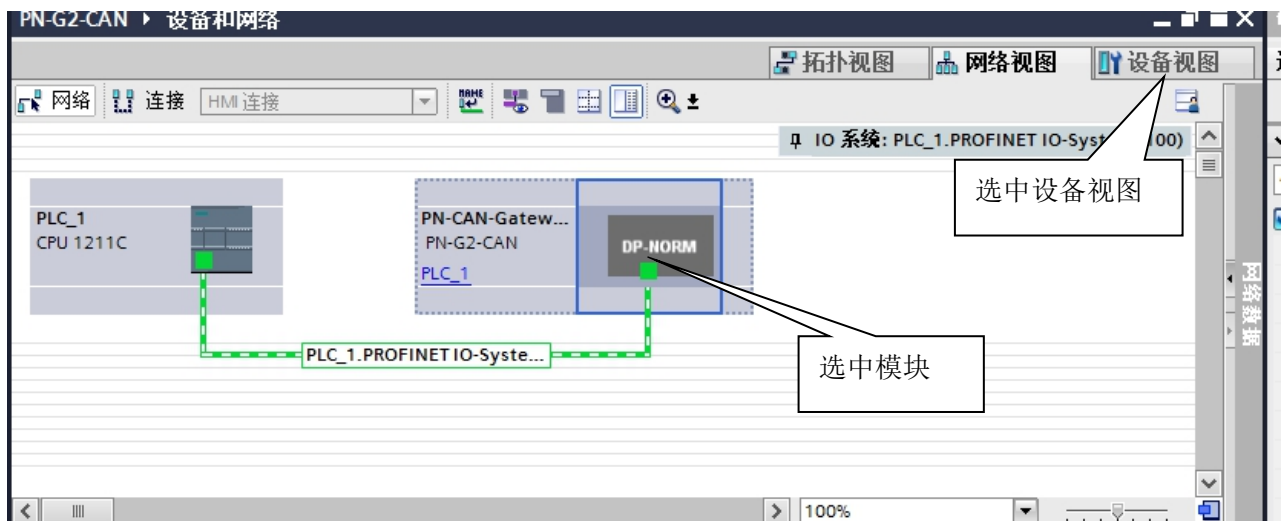 PN-G2-CAN ▸ 设备和网络
拓扑视图 网络视图 设备视图
网络 连接 HMI 连接
IO 系统: PLC_1.PROFINET IO-Syst 100)
选中设备视图
PLC_1
CPU 1211C
PN-CAN-Gatew...
PN-G2-CAN
PLC_1
DP-NORM
网络数据
PLC_1.PROFINET IO-Syste...
选中模块
100%